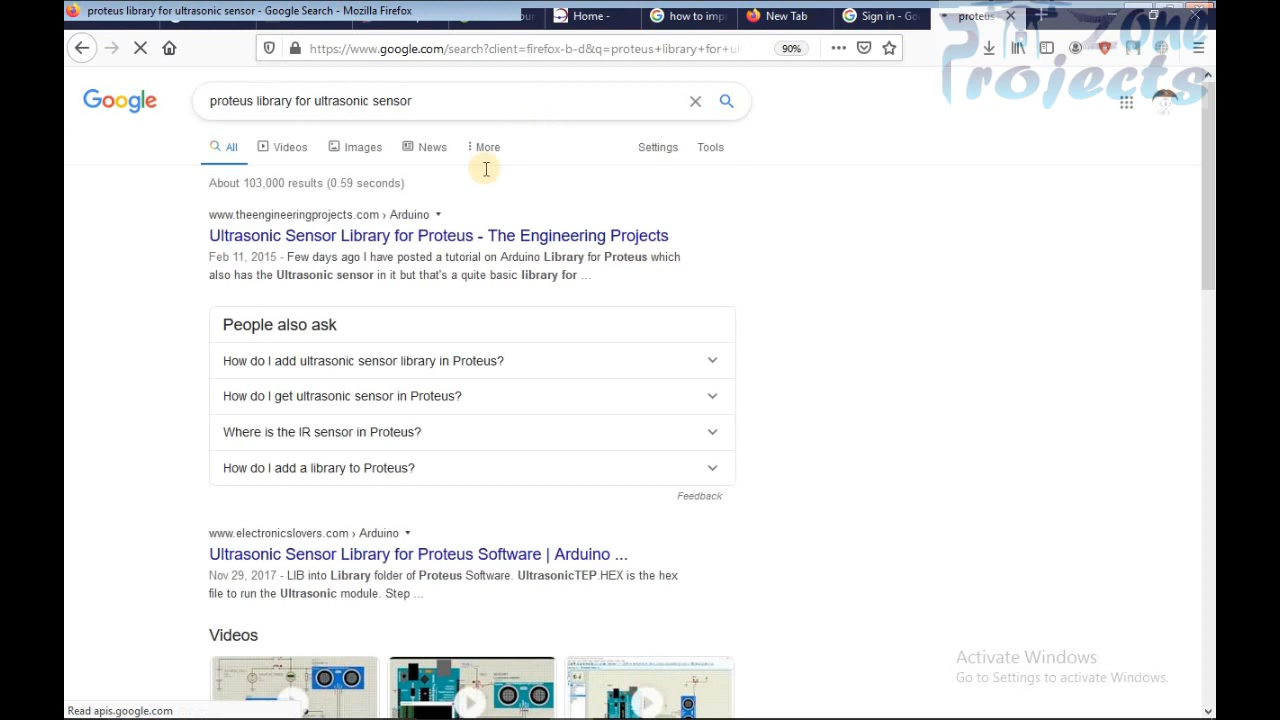 proteus library for ultrasonic sensor - Google Search - Mozilla Firefox
Home -
how to imp
New Tab
Sign in - Go
proteus
Zone
Projects
https://www.google.com/search?client=firefox-b-d&q=proteus+library+for+u
90%
Google
proteus library for ultrasonic sensor
All
Videos
Images
News
More
Settings
Tools
About 103,000 results (0.59 seconds)
www.theengineeringprojects.com › Arduino
Ultrasonic Sensor Library for Proteus - The Engineering Projects
Feb 11, 2015 - Few days ago I have posted a tutorial on Arduino Library for Proteus which
also has the Ultrasonic sensor in it but that's a quite basic library for ...
People also ask
How do I add ultrasonic sensor library in Proteus?
How do I get ultrasonic sensor in Proteus?
Where is the IR sensor in Proteus?
How do I add a library to Proteus?
Feedback
www.electronicslovers.com › Arduino
Ultrasonic Sensor Library for Proteus Software | Arduino ...
Nov 29, 2017 - LIB into Library folder of Proteus Software. UltrasonicTEP.HEX is the hex
file to run the Ultrasonic module. Step ...
Videos
Activate Windows
Go to Settings to activate Windows.
Read apis.google.com